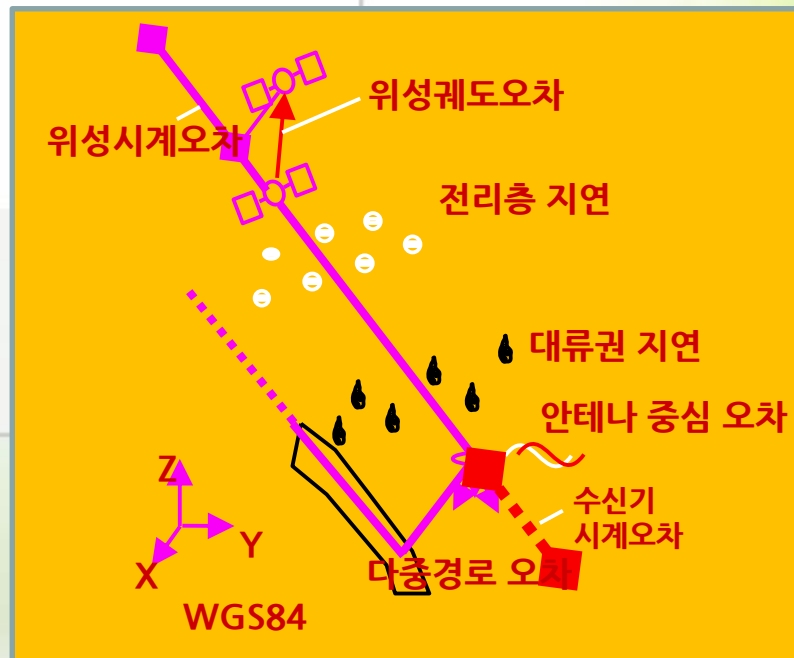 위성궤도오차
위성시계오차
전리층 지연
대류권 지연
안테나 중심 오차
수신기
시계오차
다중경로 오차
Z
Y
X
WGS84